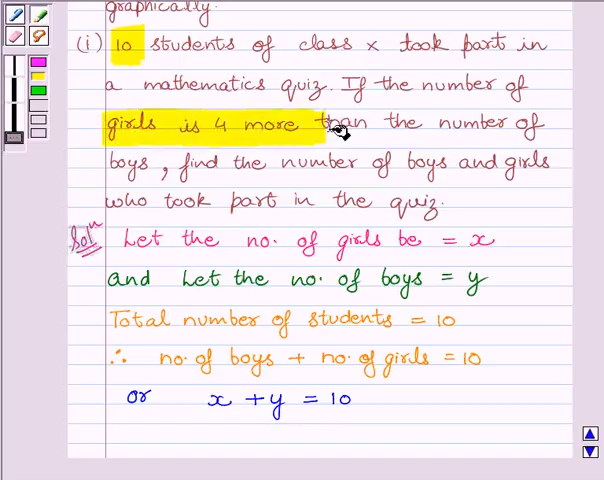 graphically.
(i) 10 students of class x took part in
a mathematics quiz. If the number of
girls is 4 more than the number of
boys, find the number of boys and girls
who took part in the quiz.
Solⁿ Let the no. of girls be = x
and Let the no. of boys = y
Total number of students = 10
∴ no. of boys + no. of girls = 10
or x + y = 10